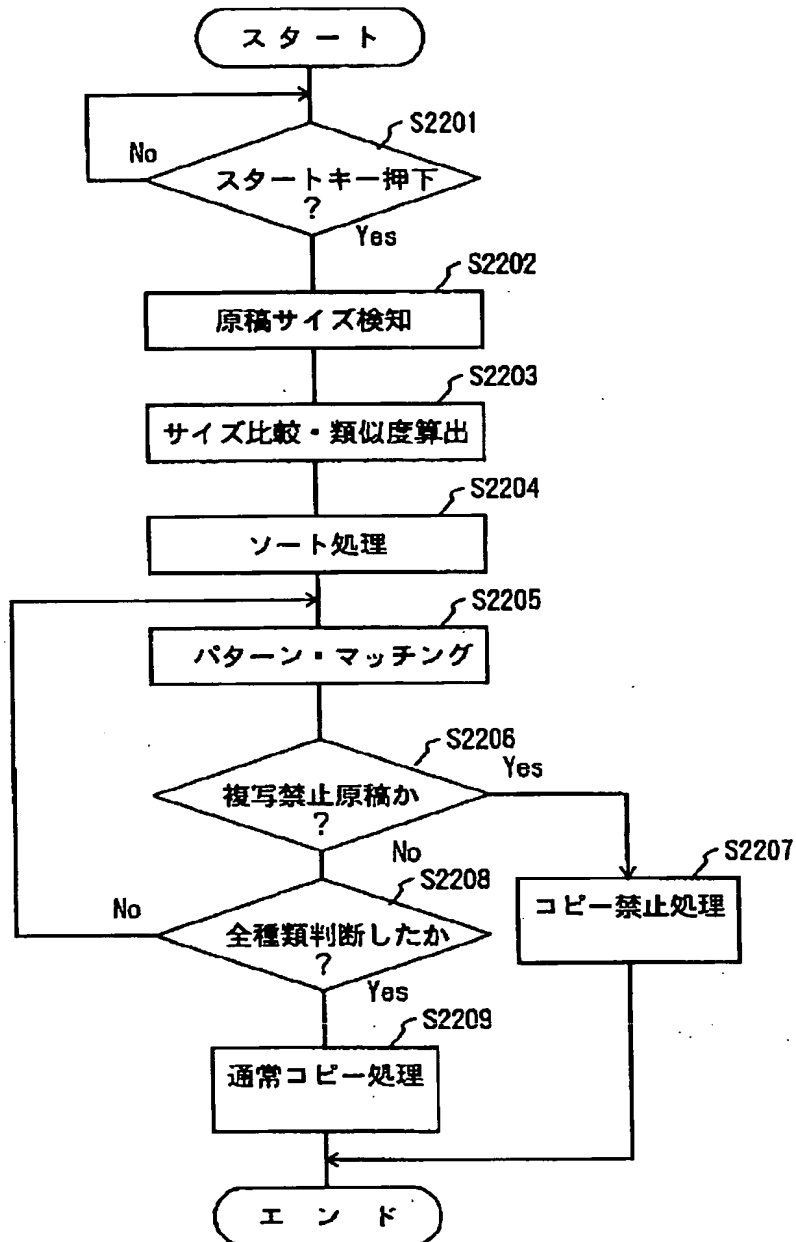 スタート
S2201
No
スタートキー押下
?
Yes
S2202
原稿サイズ検知
S2203
サイズ比較・類似度算出
S2204
ソート処理
S2205
パターン・マッチング
S2206
Yes
複写禁止原稿か
?
No
S2207
コピー禁止処理
S2208
No
全種類判断したか
?
Yes
S2209
通常コピー処理
エンド